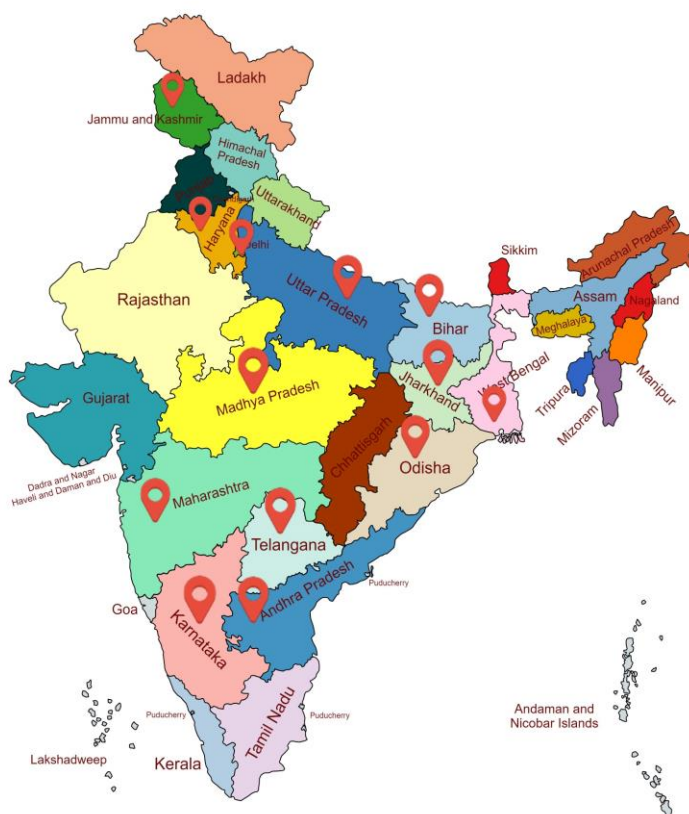 Ladakh
Jammu and Kashmir
Himachal
Pradesh
Uttarakhand
Haryana
Delhi
Rajasthan
Uttar Pradesh
Bihar
Sikkim
Arunachal Pradesh
Assam
Nagaland
Meghalaya
Manipur
Tripura
Mizoram
West Bengal
Jharkhand
Madhya Pradesh
Gujarat
Chhattisgarh
Odisha
Dadra and Nagar
Haveli and Daman and Diu
Maharashtra
Telangana
Andhra Pradesh
Puducherry
Goa
Karnataka
Puducherry
Tamil Nadu
Puducherry
Kerala
Lakshadweep
Andaman and
Nicobar Islands